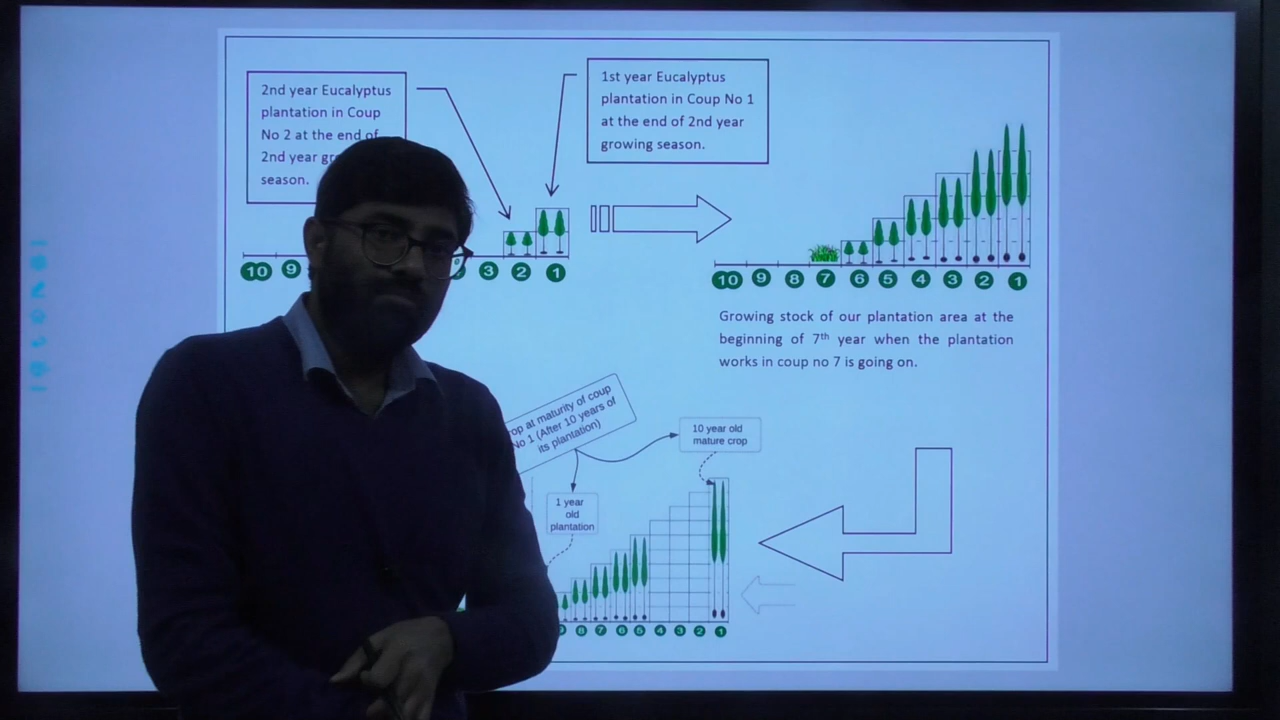 2nd year Eucalyptus
plantation in Coup
No 2 at the end of
2nd year
season.
1st year Eucalyptus
plantation in Coup No 1
at the end of 2nd year
growing season.
10 9 3 2 1
10 9 8 7 6 5 4 3 2 1
Growing stock of our plantation area at the
beginning of 7th year when the plantation
works in coup no 7 is going on.
at maturity of coup
No 1 (After 10 years of
its plantation)
10 year old
mature crop
1 year
old
plantation
8 7 6 5 4 3 2 1